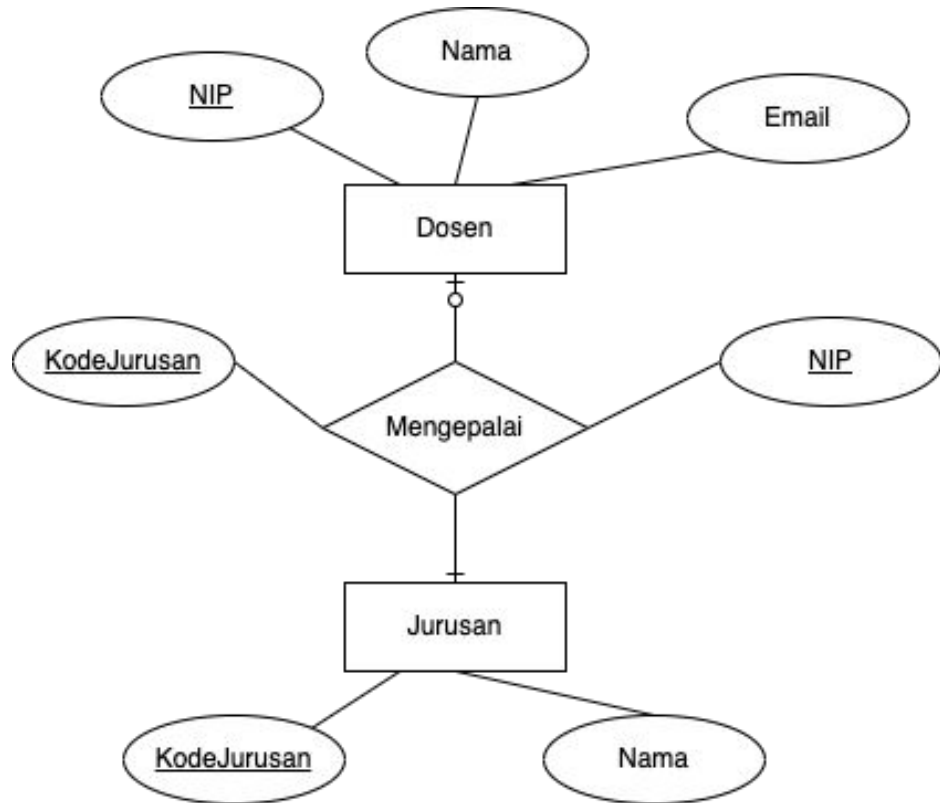 Nama
NIP
Email
Dosen
KodeJurusan
NIP
Mengepalai
Jurusan
KodeJurusan
Nama